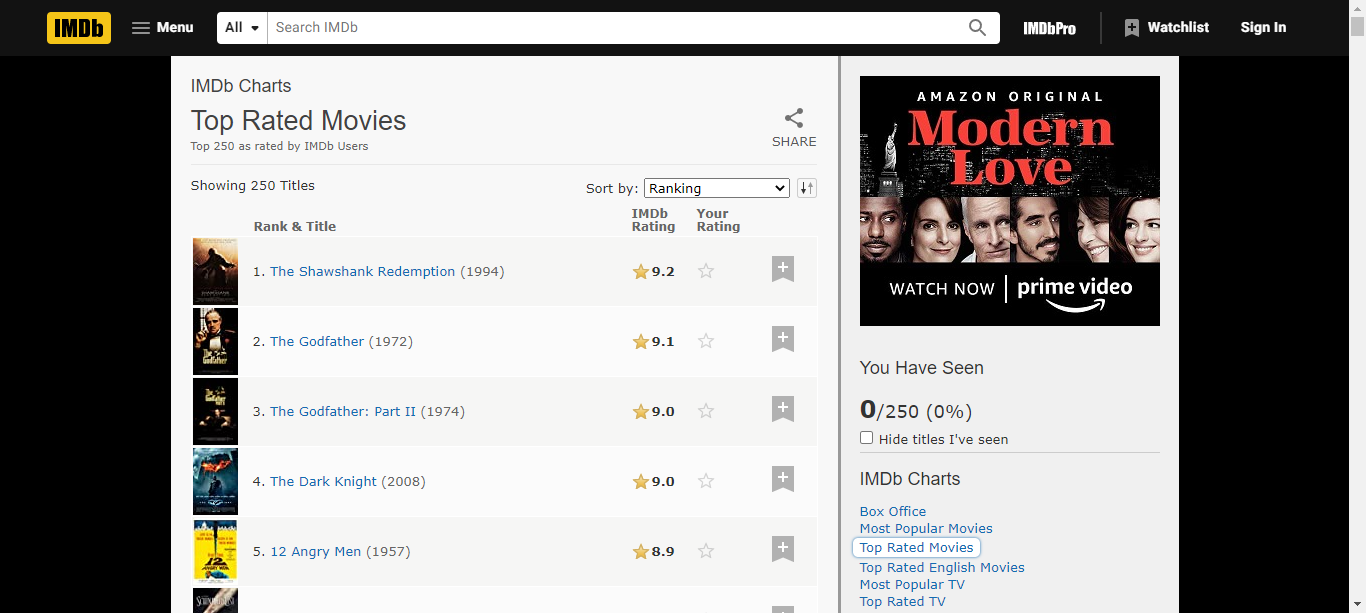 IMDb
Menu
All
Search IMDb
IMDbPro
Watchlist
Sign In
IMDb Charts
Top Rated Movies
Top 250 as rated by IMDb Users
SHARE
Showing 250 Titles
Sort by: Ranking
Rank & Title
IMDb Rating
Your Rating
1. The Shawshank Redemption (1994) 9.2
2. The Godfather (1972) 9.1
3. The Godfather: Part II (1974) 9.0
4. The Dark Knight (2008) 9.0
5. 12 Angry Men (1957) 8.9
AMAZON ORIGINAL
Modern
Love
WATCH NOW | prime video
You Have Seen
0/250 (0%)
Hide titles I've seen
IMDb Charts
Box Office
Most Popular Movies
Top Rated Movies
Top Rated English Movies
Most Popular TV
Top Rated TV